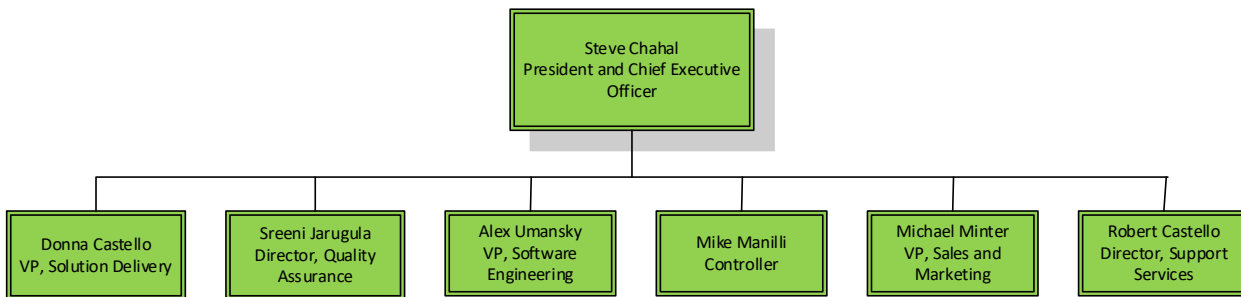 Steve Chahal
President and Chief Executive
Officer
Donna Castello
VP, Solution Delivery
Sreeni Jarugula
Director, Quality
Assurance
Alex Umansky
VP, Software
Engineering
Mike Manilli
Controller
Michael Minter
VP, Sales and
Marketing
Robert Castello
Director, Support
Services